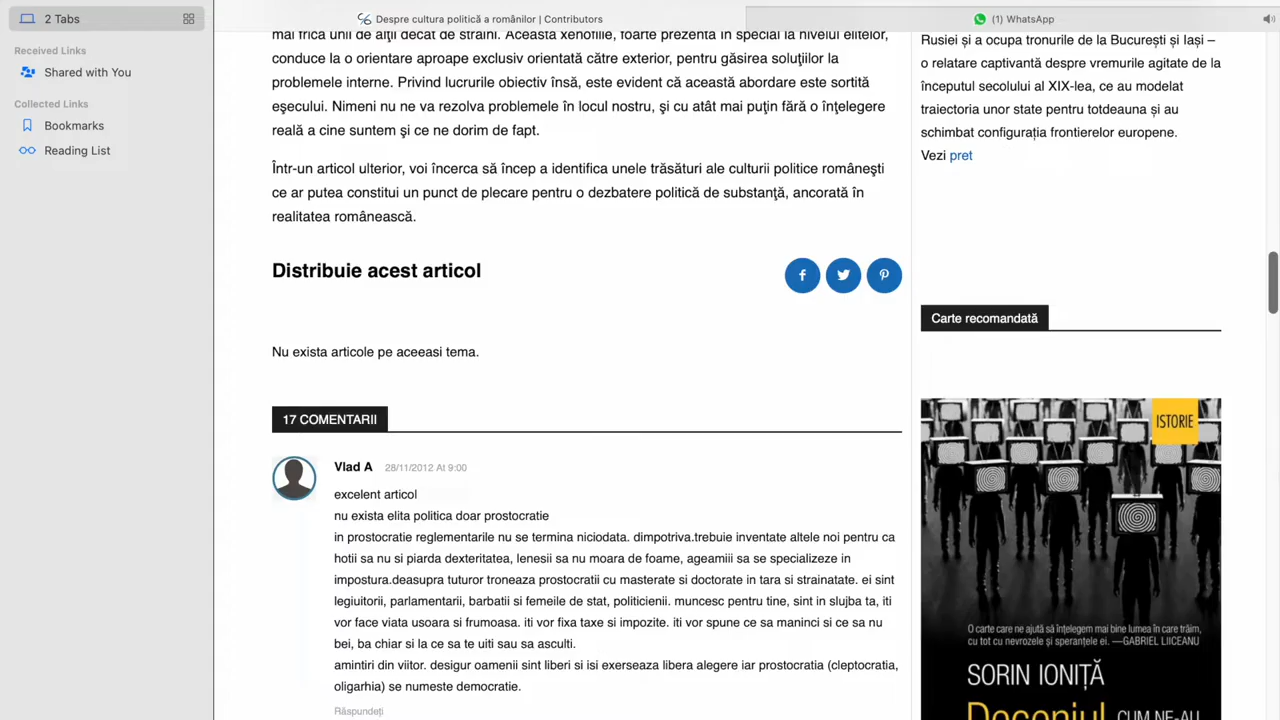 2 Tabs
Received Links
Shared with You
Collected Links
Bookmarks
Reading List
Despre cultura politică a românilor | Contributors
(1) WhatsApp
mai frică unii de alţii decât de străini. Această xenofilie, foarte prezentă în special la nivelul elitelor,
conduce la o orientare aproape exclusiv orientată către exterior, pentru găsirea soluţiilor la
problemele interne. Privind lucrurile obiectiv însă, este evident că această abordare este sortită
eşecului. Nimeni nu ne va rezolva problemele în locul nostru, şi cu atât mai puţin fără o înţelegere
reală a cine suntem şi ce ne dorim de fapt.
Într-un articol ulterior, voi încerca să încep a identifica unele trăsături ale culturii politice româneşti
ce ar putea constitui un punct de plecare pentru o dezbatere politică de substanţă, ancorată în
realitatea românească.
Distribuie acest articol
Nu exista articole pe aceeasi tema.
17 COMENTARII
Vlad A 28/11/2012 At 9:00
excelent articol
nu exista elita politica doar prostocratie
in prostocratie reglementarile nu se termina niciodata. dimpotriva.trebuie inventate altele noi pentru ca
hotii sa nu si piarda dexteritatea, lenesii sa nu moara de foame, ageamiii sa se specializeze in
impostura.deasupra tuturor troneaza prostocratii cu masterate si doctorate in tara si strainatate. ei sint
legiuitorii, parlamentarii, barbatii si femeile de stat, politicienii. muncesc pentru tine, sint in slujba ta, iti
vor face viata usoara si frumoasa. iti vor fixa taxe si impozite. iti vor spune ce sa maninci si ce sa nu
bei, ba chiar si la ce sa te uiti sau sa asculti.
amintiri din viitor. desigur oamenii sint liberi si isi exerseaza libera alegere iar prostocratia (cleptocratia,
oligarhia) se numeste democratie.
Răspundeți
Rusiei și a ocupa tronurile de la București și Iași –
o relatare captivantă despre vremurile agitate de la
începutul secolului al XIX-lea, ce au modelat
traiectoria unor state pentru totdeauna și au
schimbat configurația frontierelor europene.
Vezi pret
Carte recomandată
ISTORIE
O carte care ne ajută să înțelegem mai bine lumea în care trăim,
cu tot cu nevrozele și speranțele ei. —GABRIEL LIICEANU
SORIN IONIȚĂ
Deceniul CUM NE-AU